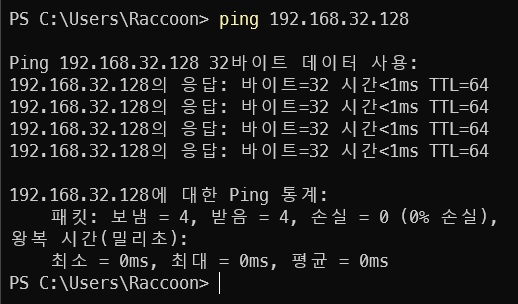 PS C:\Users\Raccoon> ping 192.168.32.128
Ping 192.168.32.128 32바이트 데이터 사용:
192.168.32.128의 응답: 바이트=32 시간<1ms TTL=64
192.168.32.128의 응답: 바이트=32 시간<1ms TTL=64
192.168.32.128의 응답: 바이트=32 시간<1ms TTL=64
192.168.32.128의 응답: 바이트=32 시간<1ms TTL=64
192.168.32.128에 대한 Ping 통계:
패킷: 보냄 = 4, 받음 = 4, 손실 = 0 (0% 손실),
왕복 시간(밀리초):
최소 = 0ms, 최대 = 0ms, 평균 = 0ms
PS C:\Users\Raccoon>